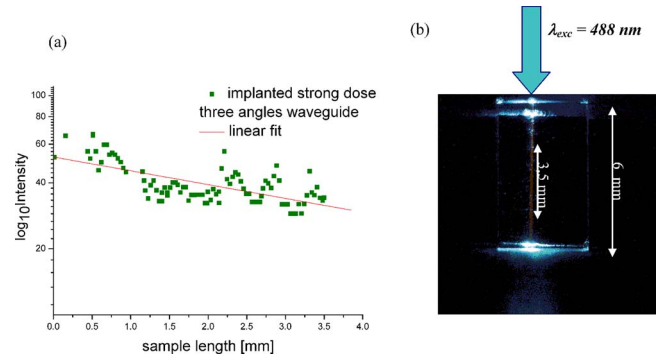 (a)
implanted strong dose
three angles waveguide
linear fit
log10Intensity
100
80
60
40
20
0.0 0.5 1.0 1.5 2.0 2.5 3.0 3.5 4.0
sample length [mm]
(b)
λexc = 488 nm
3.5 mm
6 mm